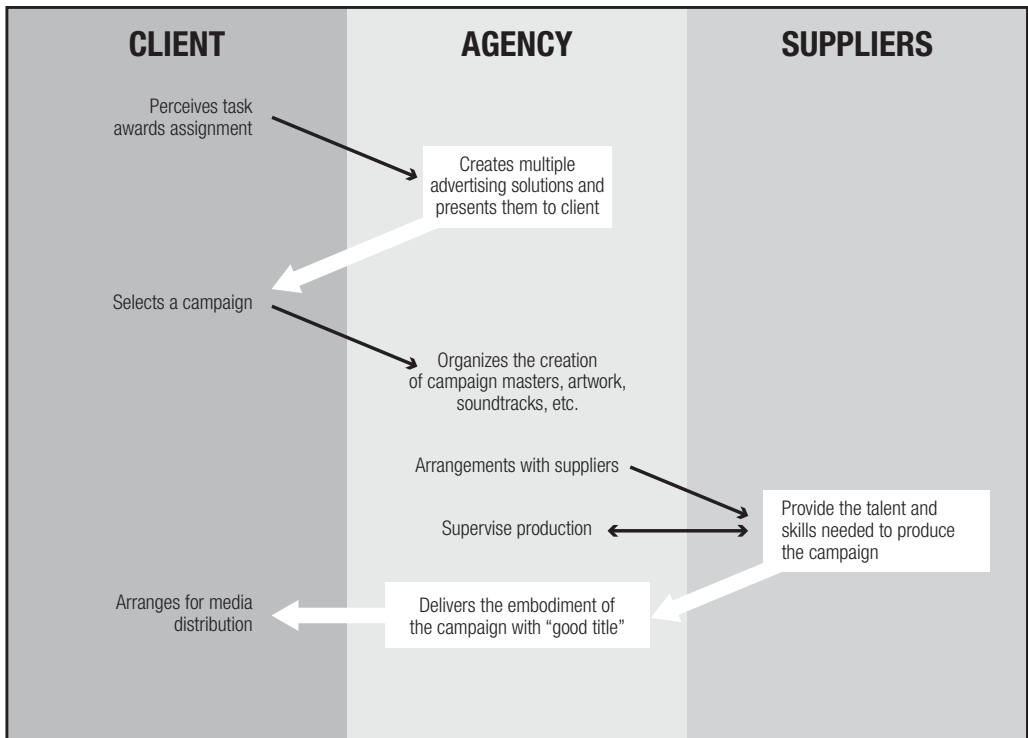 CLIENT
AGENCY
SUPPLIERS
Perceives task
awards assignment
Creates multiple
advertising solutions and
presents them to client
Selects a campaign
Organizes the creation
of campaign masters, artwork,
soundtracks, etc.
Arrangements with suppliers
Supervise production
Provide the talent and
skills needed to produce
the campaign
Arranges for media
distribution
Delivers the embodiment of
the campaign with “good title”